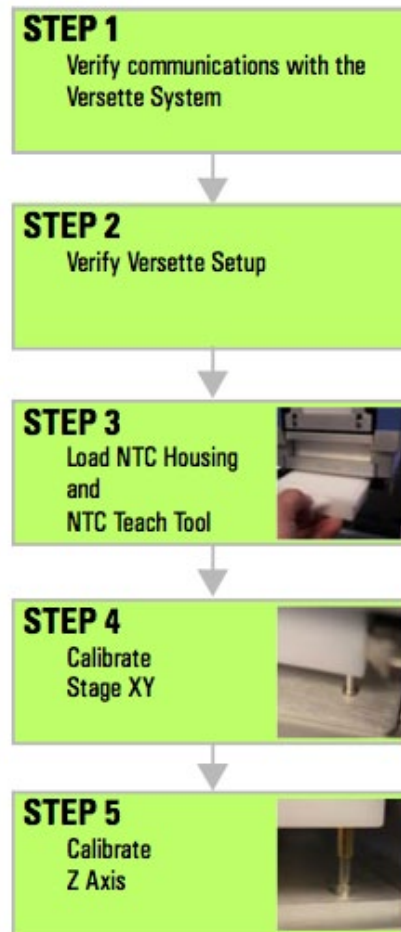 STEP 1
Verify communications with the
Versette System
STEP 2
Verify Versette Setup
STEP 3
Load NTC Housing
and
NTC Teach Tool
STEP 4
Calibrate
Stage XY
STEP 5
Calibrate
Z Axis